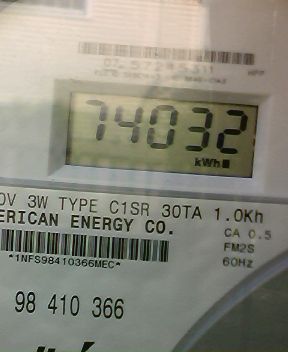 74032
kWh
0V 3W TYPE C1SR 30TA 1.0Kh
ERICAN ENERGY CO.
CA 0.5
FM2S
60Hz
*1NFS98410366MEC*
98 410 366